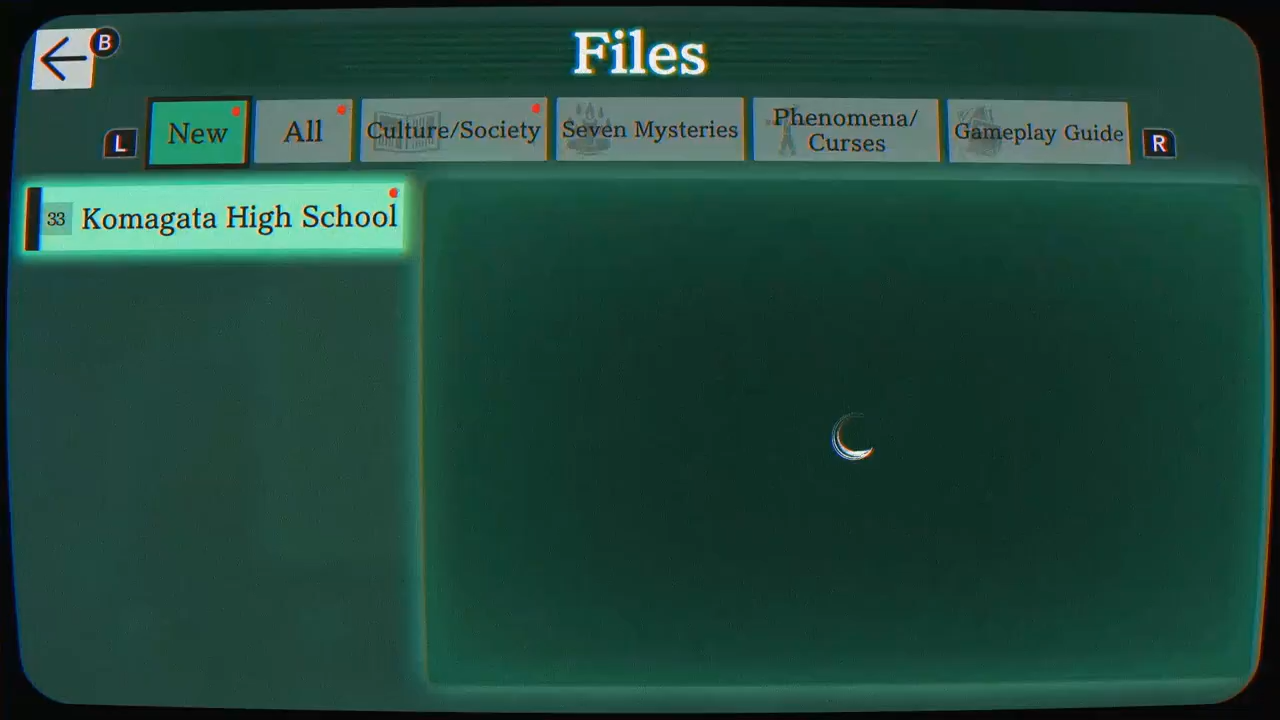 B
Files
L
New
All
Culture/Society
Seven Mysteries
Phenomena/
Curses
Gameplay Guide
R
33
Komagata High School